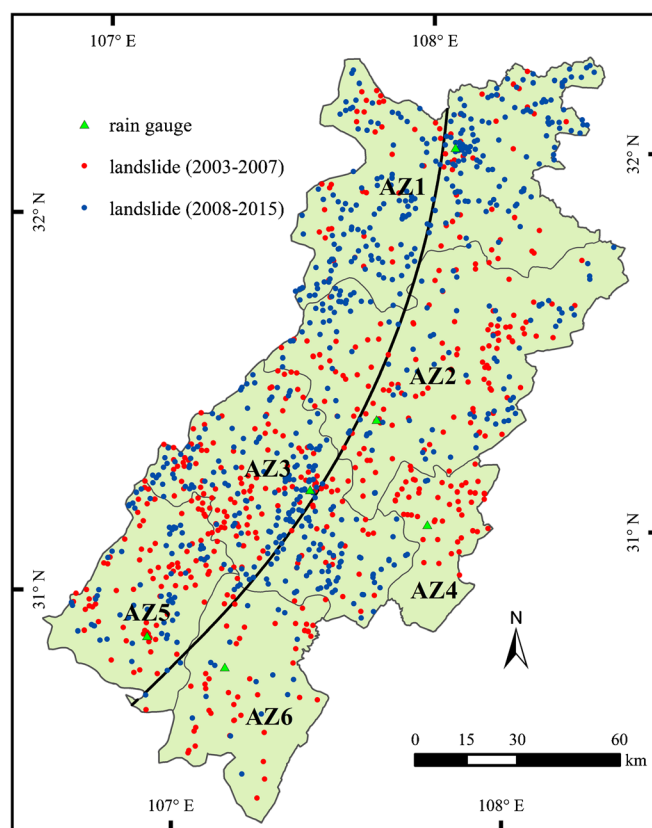 107° E
108° E
rain gauge
landslide (2003-2007)
landslide (2008-2015)
32° N
32° N
AZ1
AZ2
AZ3
31° N
31° N
AZ4
AZ5
N
AZ6
0 15 30 60
km
107° E
108° E